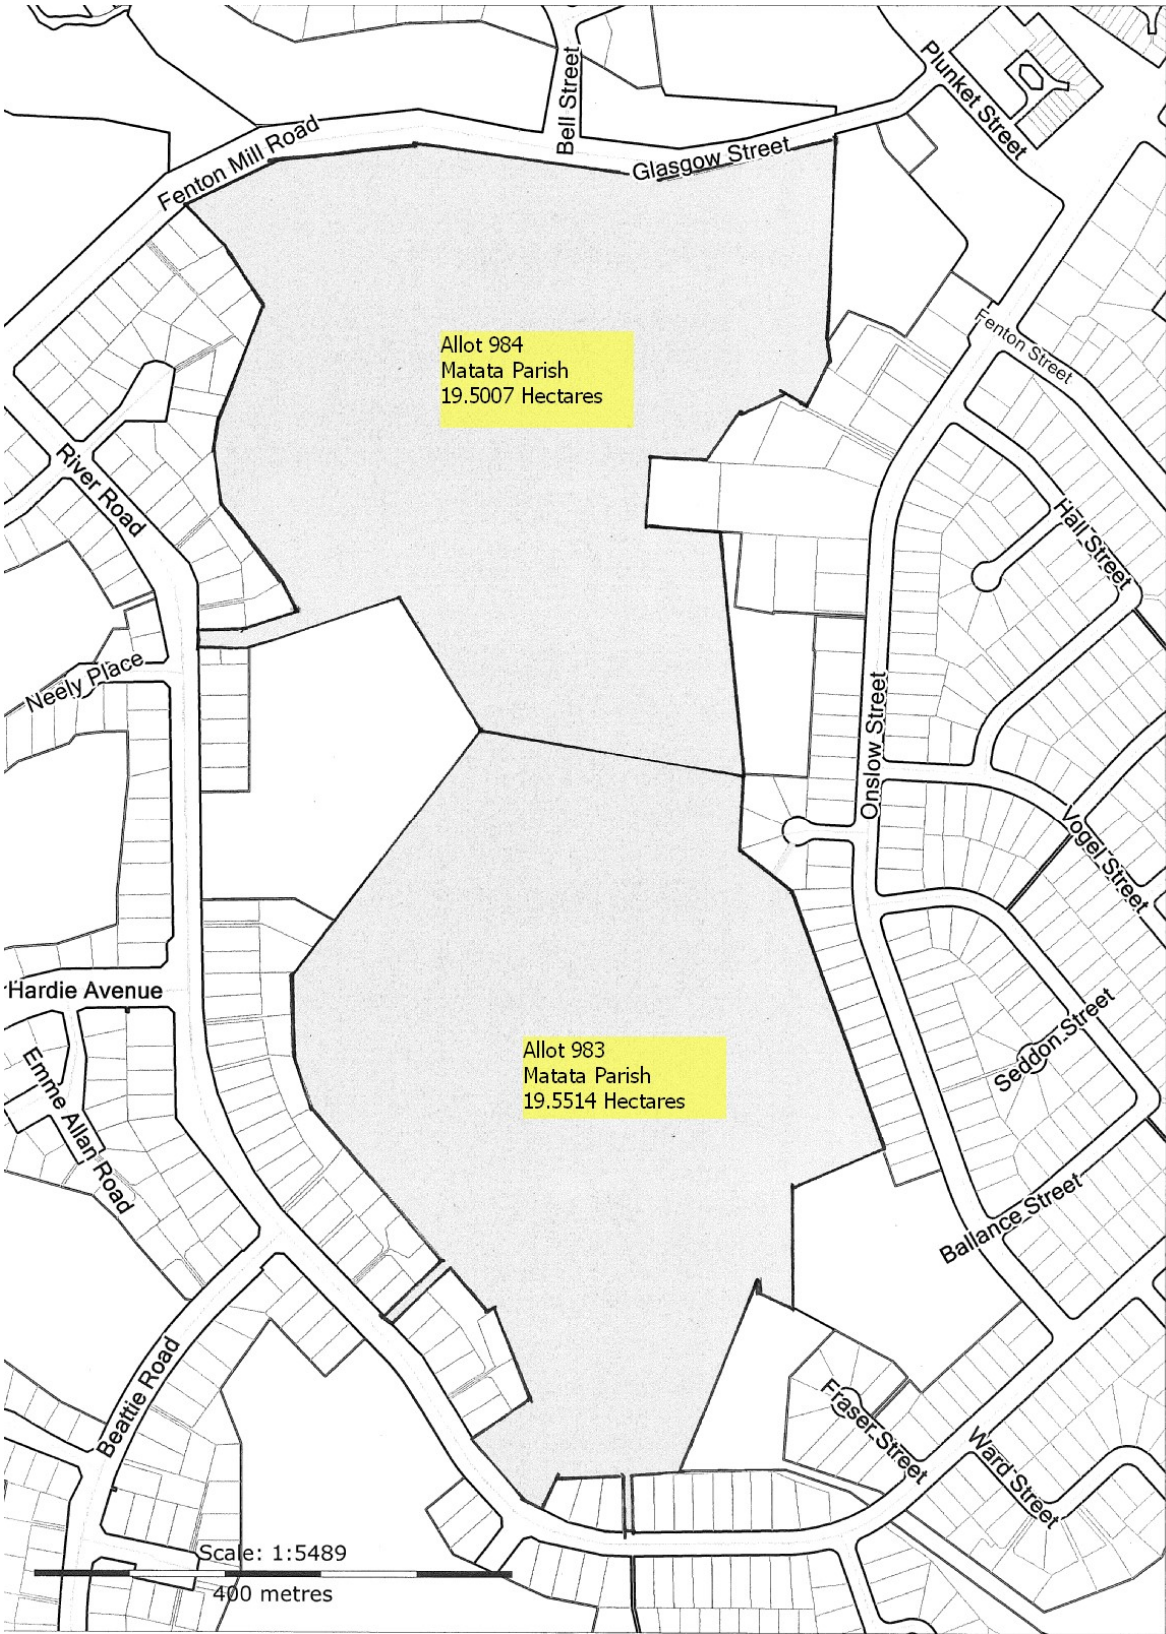 Plunket Street
Bell Street
Fenton Mill Road
Glasgow Street
Fenton Street
Allot 984
Matata Parish
19.5007 Hectares
River Road
Hall Street
Neely Place
Onslow Street
Vogel Street
Hardie Avenue
Seddon Street
Allot 983
Matata Parish
19.5514 Hectares
Emme Allan Road
Ballance Street
Beattie Road
Fraser Street
Ward Street
Scale: 1:5489
400 metres